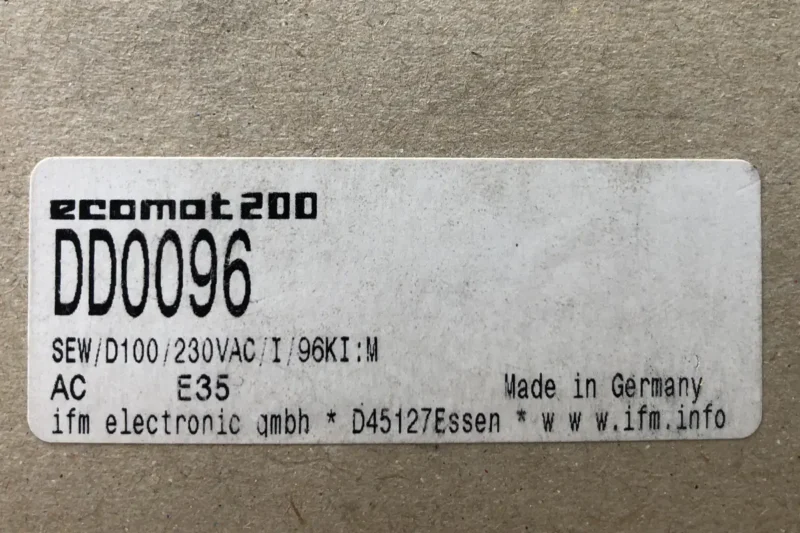 ecomat200
DD0096
SEW/D100/230VAC/I/96KI:M
AC E35 Made in Germany
ifm electronic gmbh * D45127Essen * w w w.ifm.info